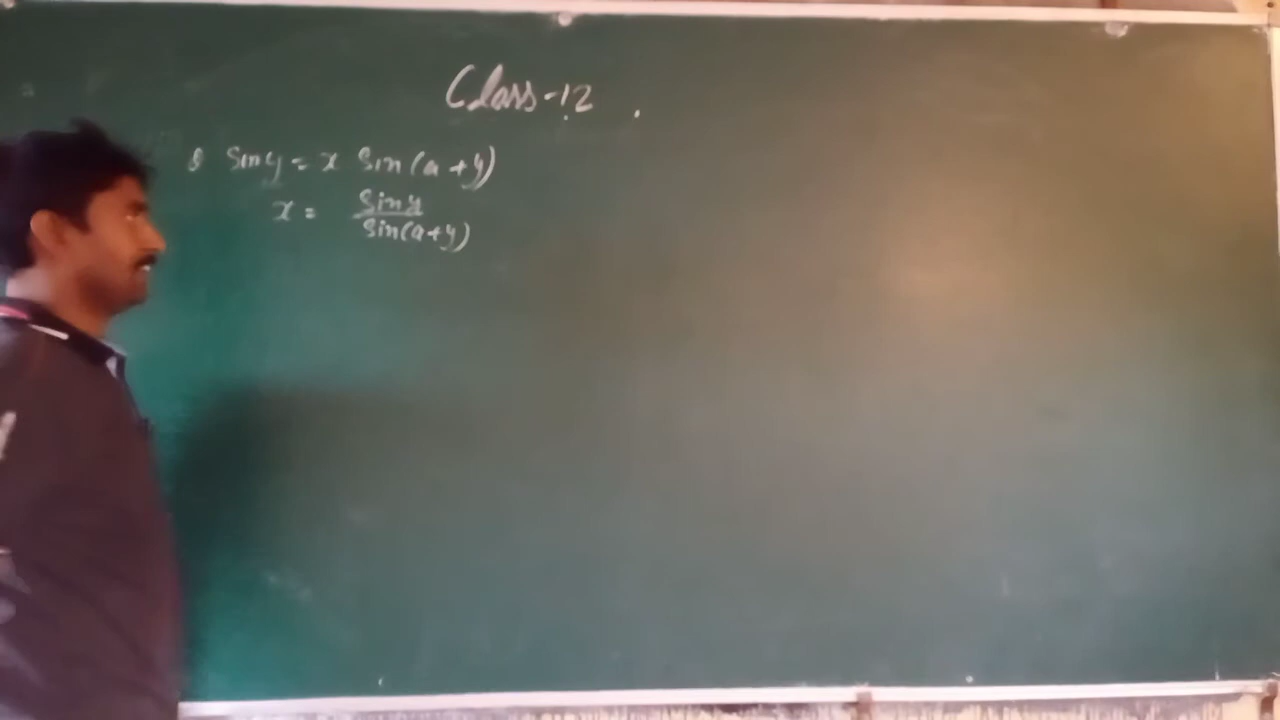 Class-12
sin y = x sin(a+y)
x = sin y / sin(a+y)